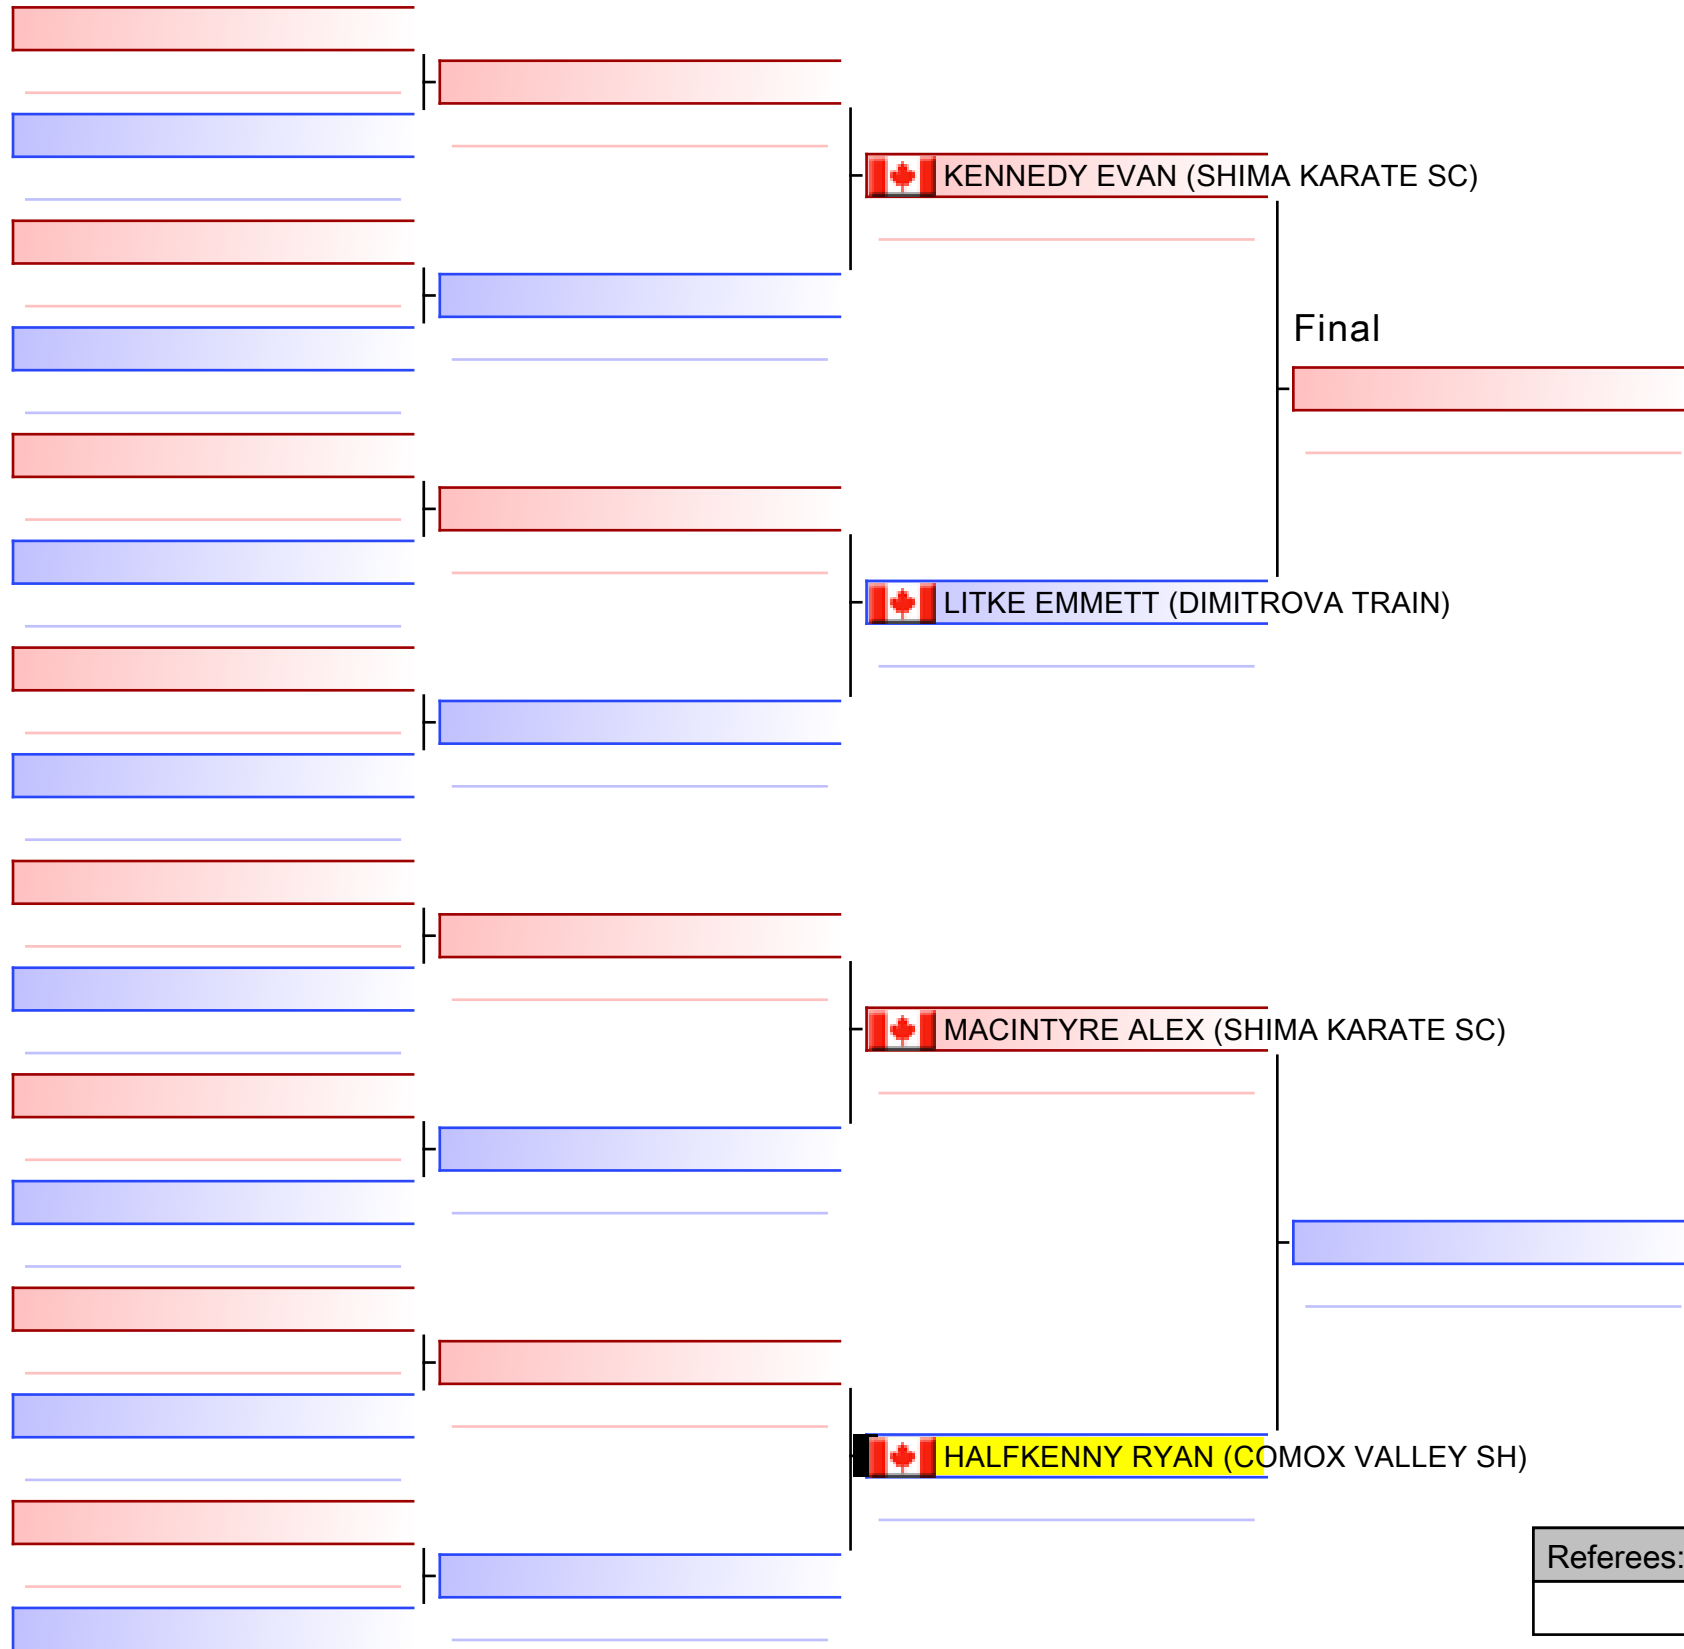 KENNEDY EVAN (SHIMA KARATE SC)
Final
LITKE EMMETT (DIMITROVA TRAIN)
MACINTYRE ALEX (SHIMA KARATE SC)
HALFKENNY RYAN (COMOX VALLEY SH)
Referees: